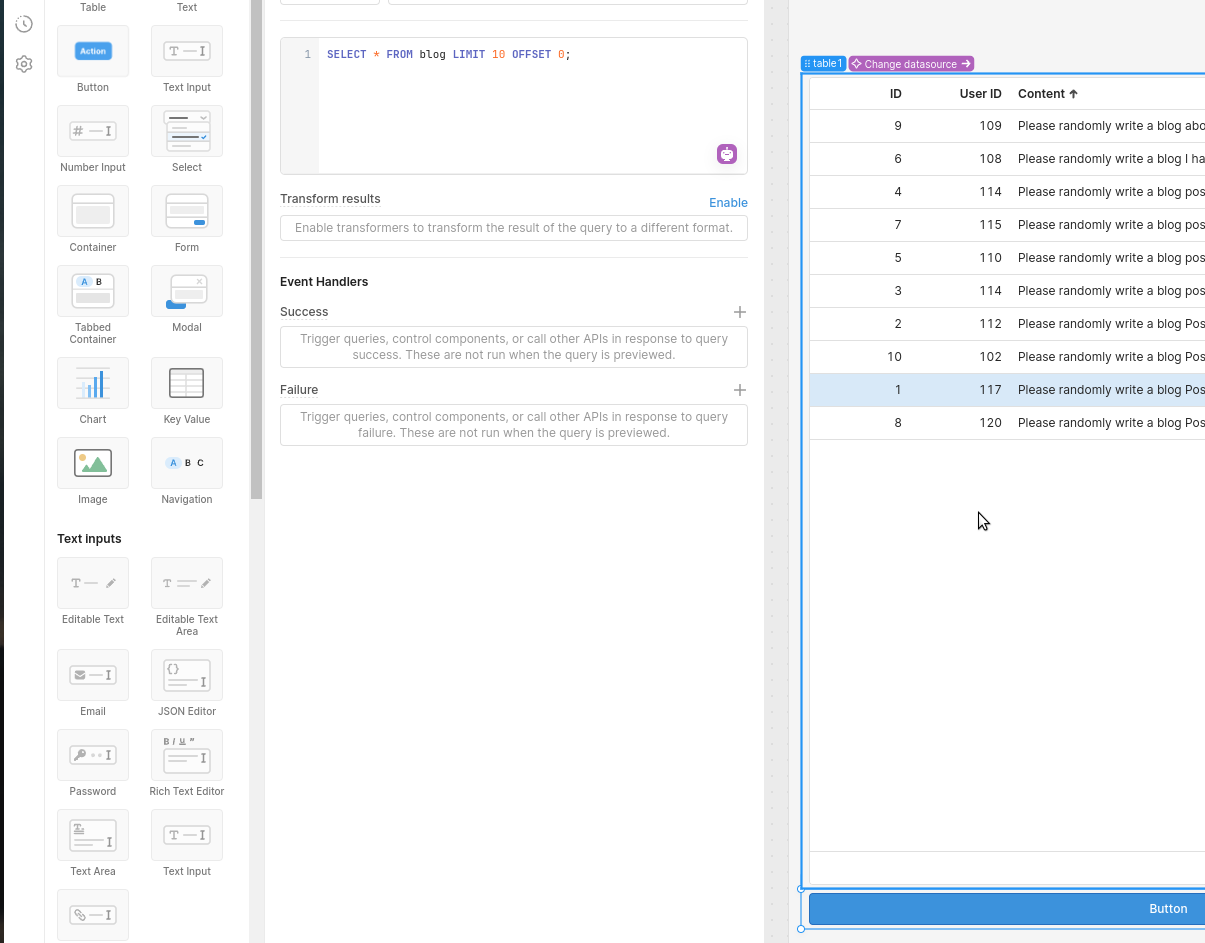 Table
Text
Action
T
Button
Text Input
#
Number Input
Select
Container
Form
A B
Tabbed
Container
Modal
Chart
Key Value
A B C
Image
Navigation
Text inputs
T
T
Editable Text
Editable Text
Area
{}
Email
JSON Editor
B I U "
Password
Rich Text Editor
T
T
Text Area
Text Input
1
SELECT * FROM blog LIMIT 10 OFFSET 0;
Transform results
Enable
Enable transformers to transform the result of the query to a different format.
Event Handlers
Success
Trigger queries, control components, or call other APIs in response to query
success. These are not run when the query is previewed.
Failure
Trigger queries, control components, or call other APIs in response to query
failure. These are not run when the query is previewed.
table1 Change datasource →
ID User ID Content ↑
9 109 Please randomly write a blog abo
6 108 Please randomly write a blog I ha
4 114 Please randomly write a blog pos
7 115 Please randomly write a blog pos
5 110 Please randomly write a blog pos
3 114 Please randomly write a blog pos
2 112 Please randomly write a blog Pos
10 102 Please randomly write a blog Pos
1 117 Please randomly write a blog Pos
8 120 Please randomly write a blog Pos
Button